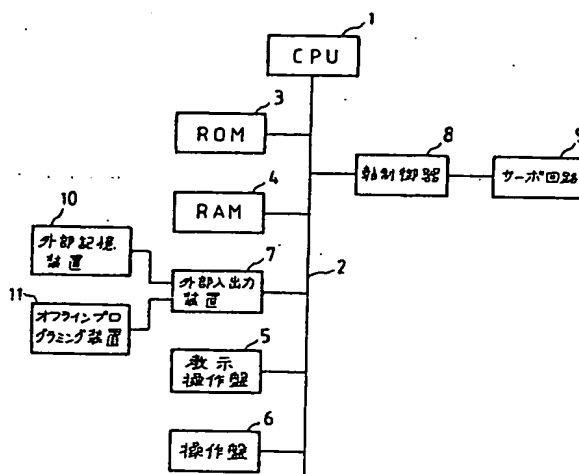 1
CPU
3
ROM
8
軸制御器
9
サーボ回路
4
RAM
10
外部記憶
装置
7
外部入出力
装置
2
11
オフラインプロ
グラミング装置
5
教示
操作盤
6
操作盤